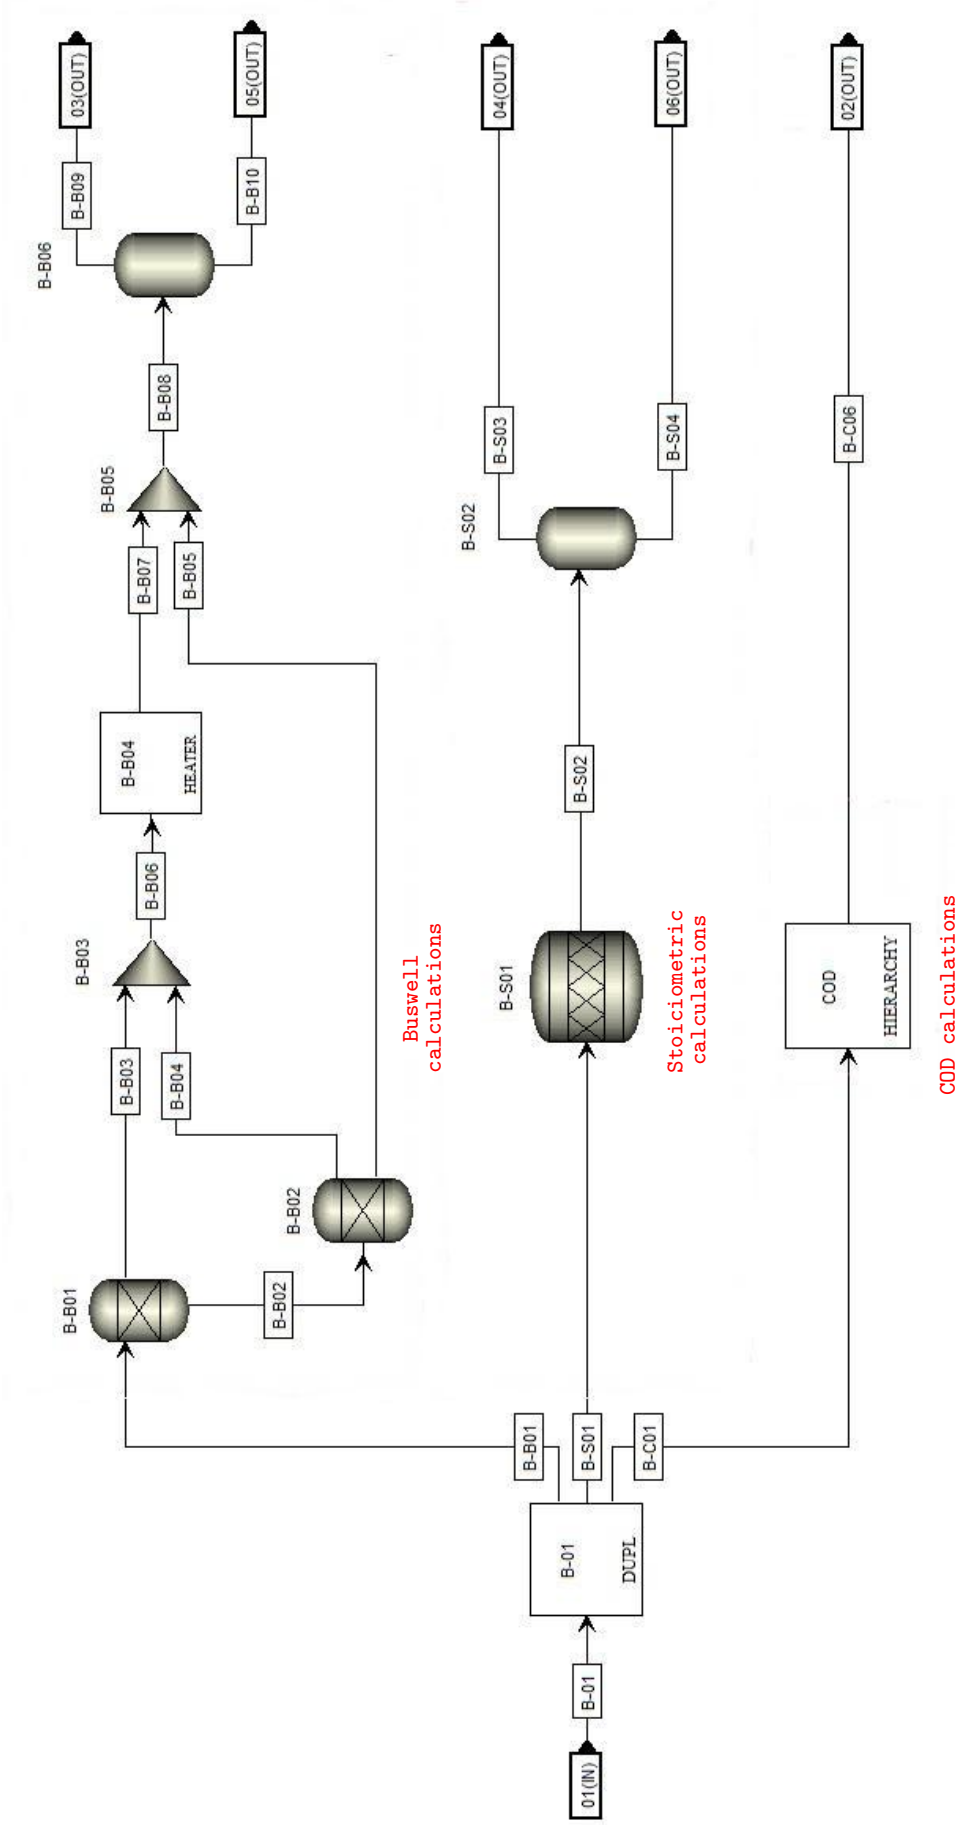 03(OUT)
B-B09
B-B06
05(OUT)
B-B10
B-B08
B-B05
B-B07
B-B05
B-B04
HEATER
B-B06
B-B03
B-B03
B-B04
B-B02
B-B01
B-B02
B-B01
Buswell
calculations
04(OUT)
06(OUT)
B-S03
B-S04
B-S02
B-S02
B-S01
Stoiciometric
calculations
B-S01
02(OUT)
B-C06
COD
HIERARCHY
COD calculations
B-C01
B-01
DUPL
B-01
01(IN)